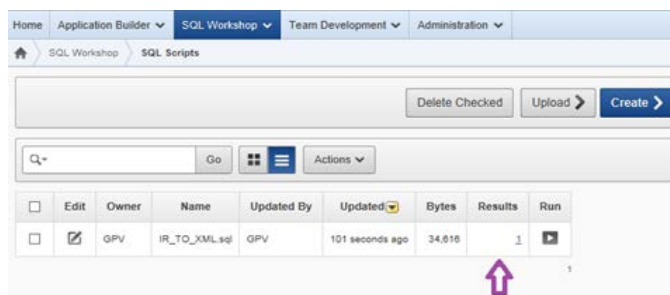 Home Application Builder SQL Workshop Team Development Administration
SQL Workshop SQL Scripts
Delete Checked Upload Create
Go Actions
Edit Owner Name Updated By Updated Bytes Results Run
GPV IR_TO_XML.sql GPV 101 seconds ago 34,616 1
1